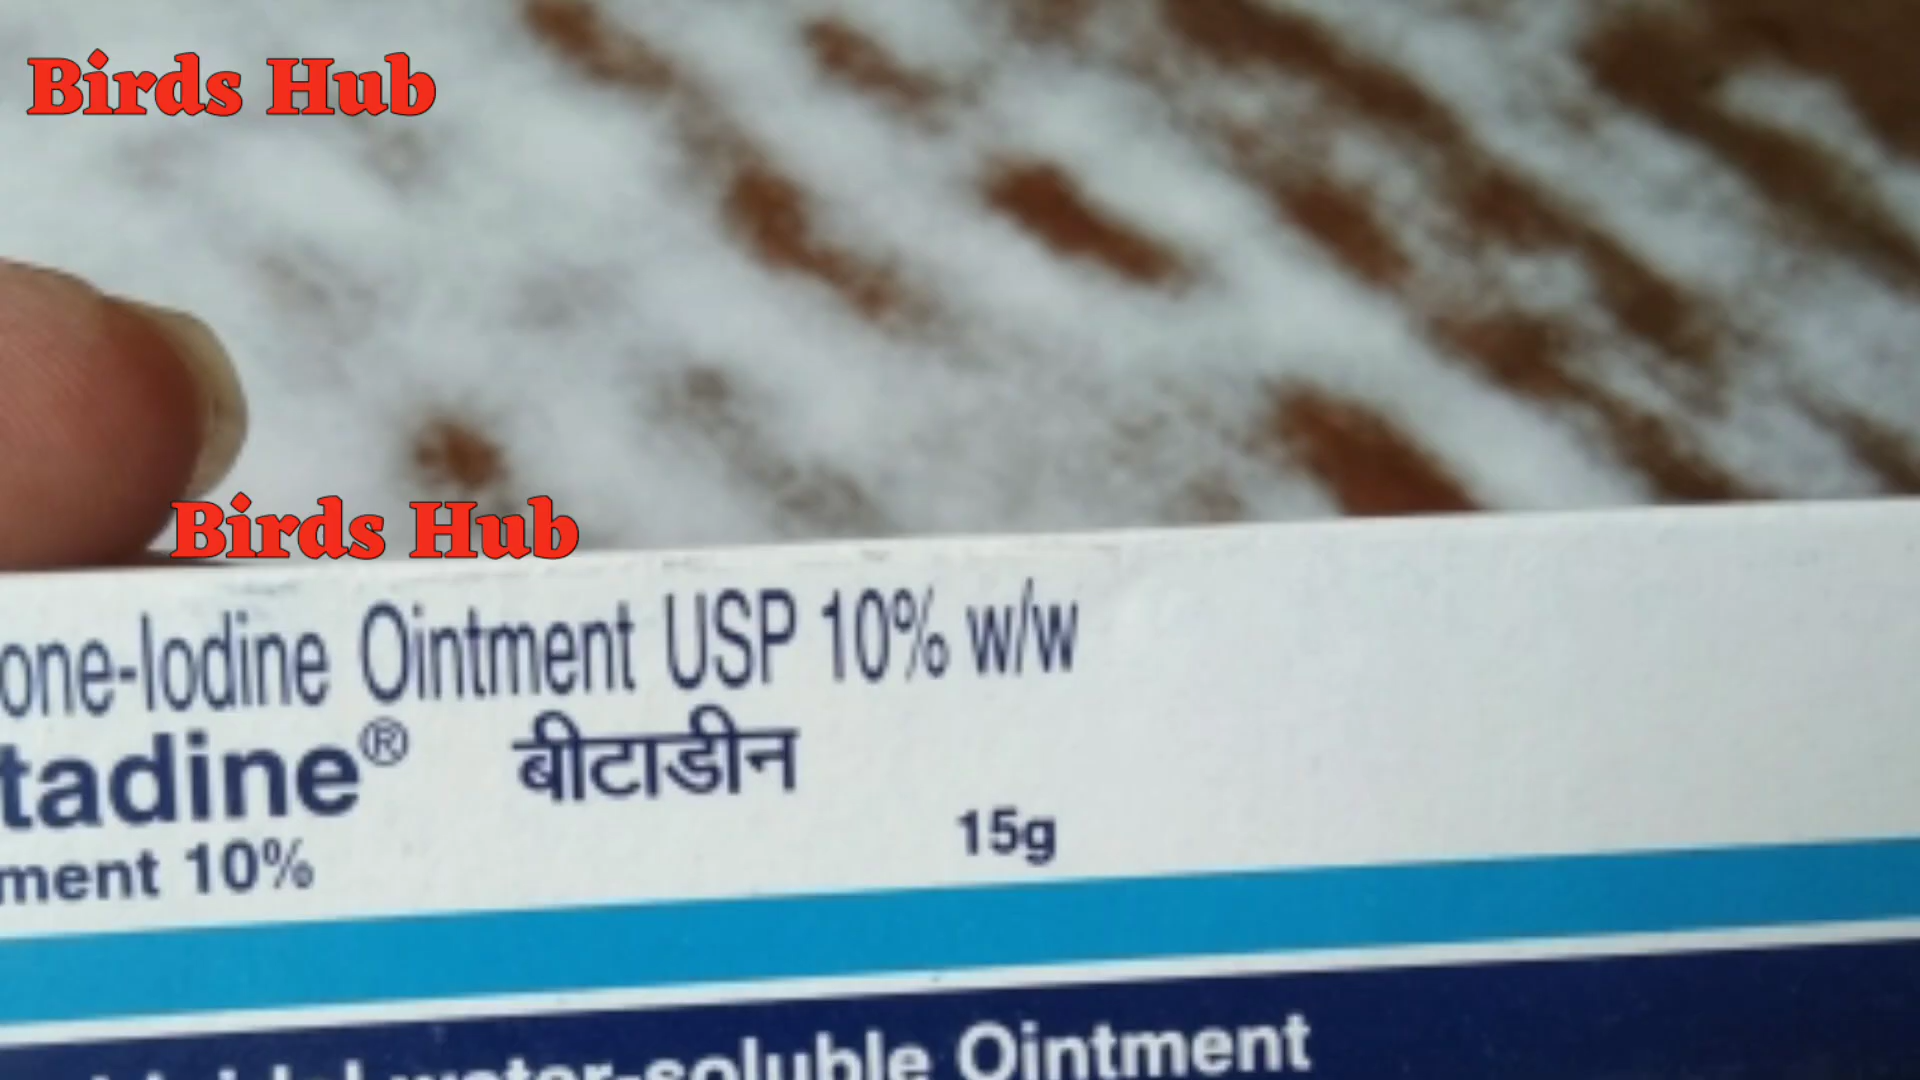 Birds Hub
Birds Hub
one-Iodine Ointment USP 10% w/w
tadine® बीटाडीन
15g
ment 10%
water-soluble Ointment